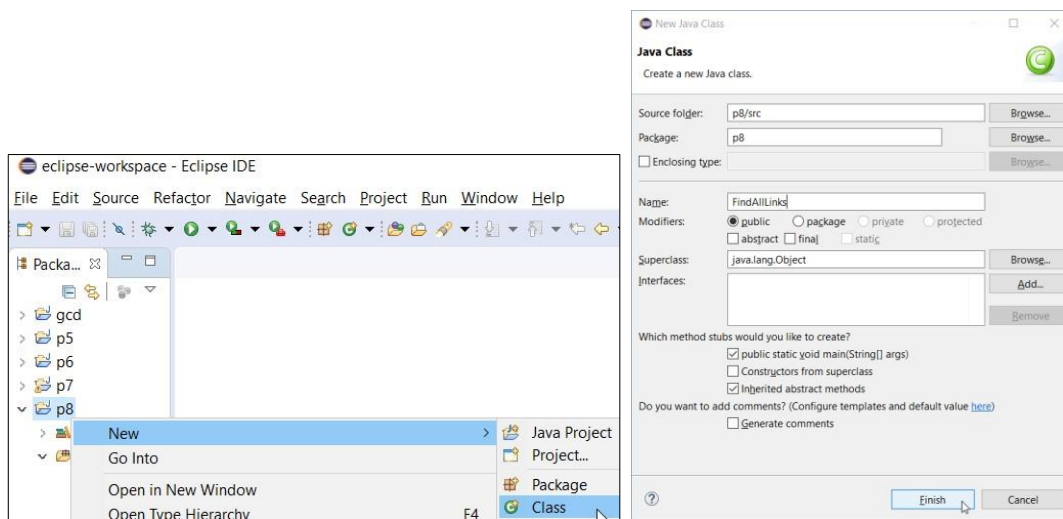 eclipse-workspace - Eclipse IDE
File Edit Source Refactor Navigate Search Project Run Window Help
Packa...
gcd
p5
p6
p7
p8
New
Go Into
Open in New Window
Open Type Hierarchy F4
Java Project
Project...
Package
Class
New Java Class
Java Class
Create a new Java class.
Source folder: p8/src Browse...
Package: p8 Browse...
Enclosing type: Browse...
Name: FindAllLinks
Modifiers: public package private protected
abstract final static
Superclass: java.lang.Object Browse...
Interfaces: Add...
Remove
Which method stubs would you like to create?
public static void main(String[] args)
Constructors from superclass
Inherited abstract methods
Do you want to add comments? (Configure templates and default value here)
Generate comments
Finish Cancel